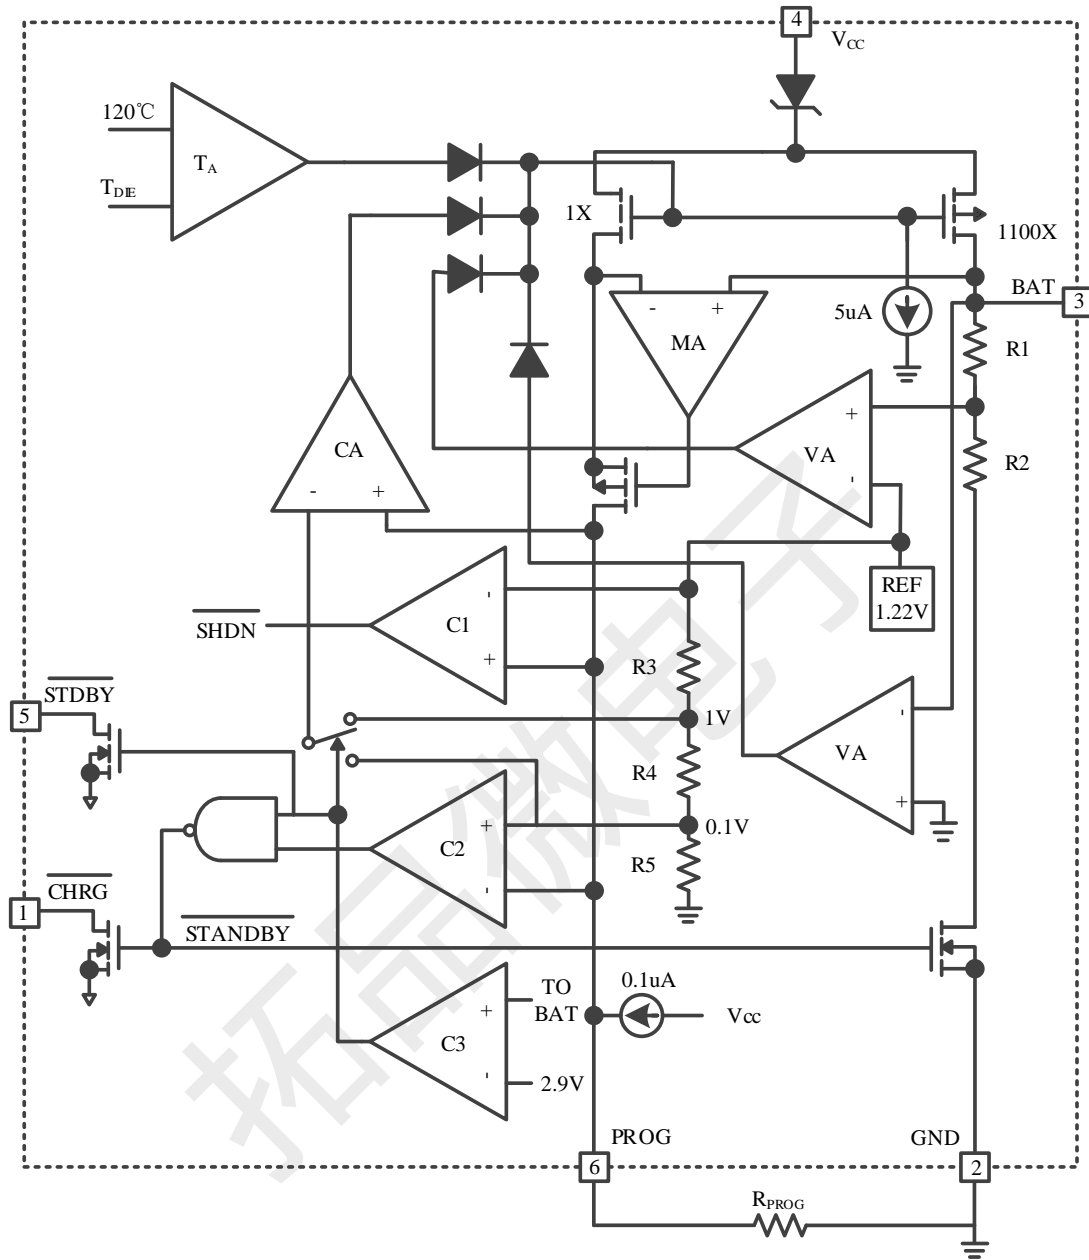 4
VCC
120℃
TA
TDIE
1X
1100X
BAT
3
5uA
- +
MA
R1
CA
- +
+
VA
-
R2
REF
1.22V
SHDN
-
C1
+
R3
STDBY
5
1V
-
VA
+
R4
+
C2
-
0.1V
R5
CHRG
1
STANDBY
+
C3
-
TO
BAT
2.9V
0.1uA
Vcc
PROG
GND
6
2
RPROG
拓品微电子